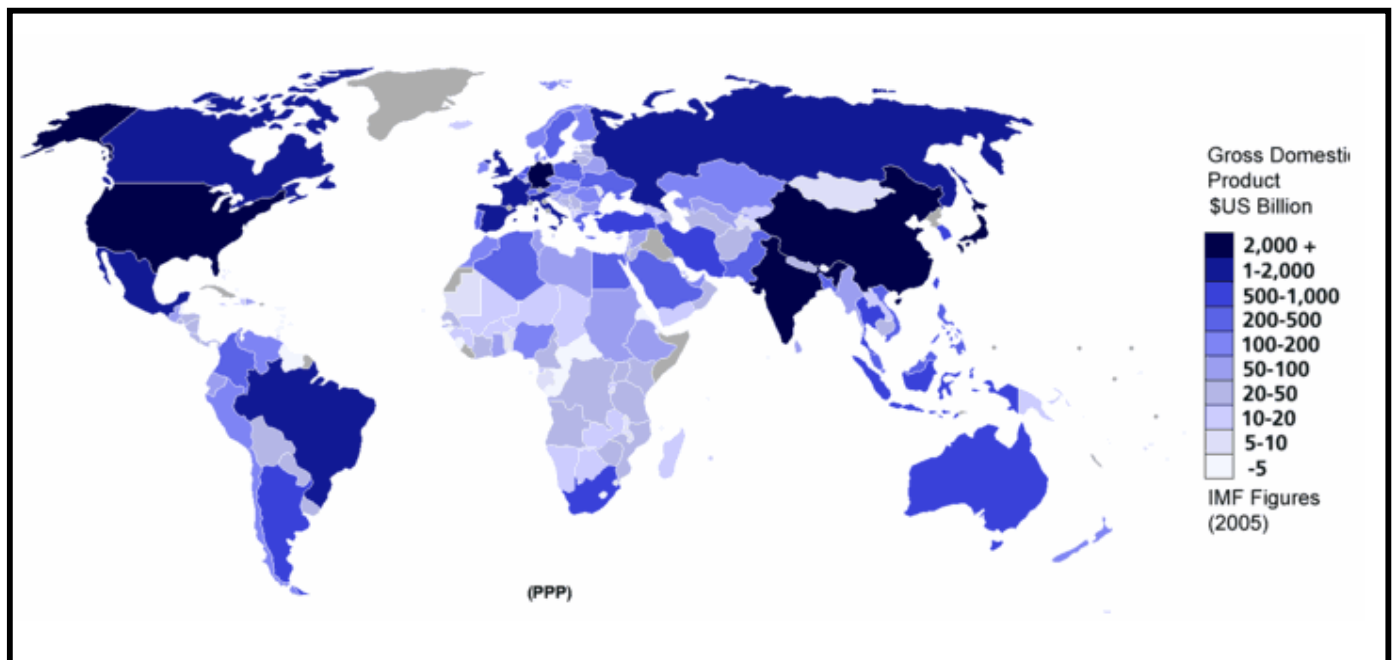 Gross Domesti
Product
$US Billion
2,000 +
1-2,000
500-1,000
200-500
100-200
50-100
20-50
10-20
5-10
-5
IMF Figures
(2005)
(PPP)